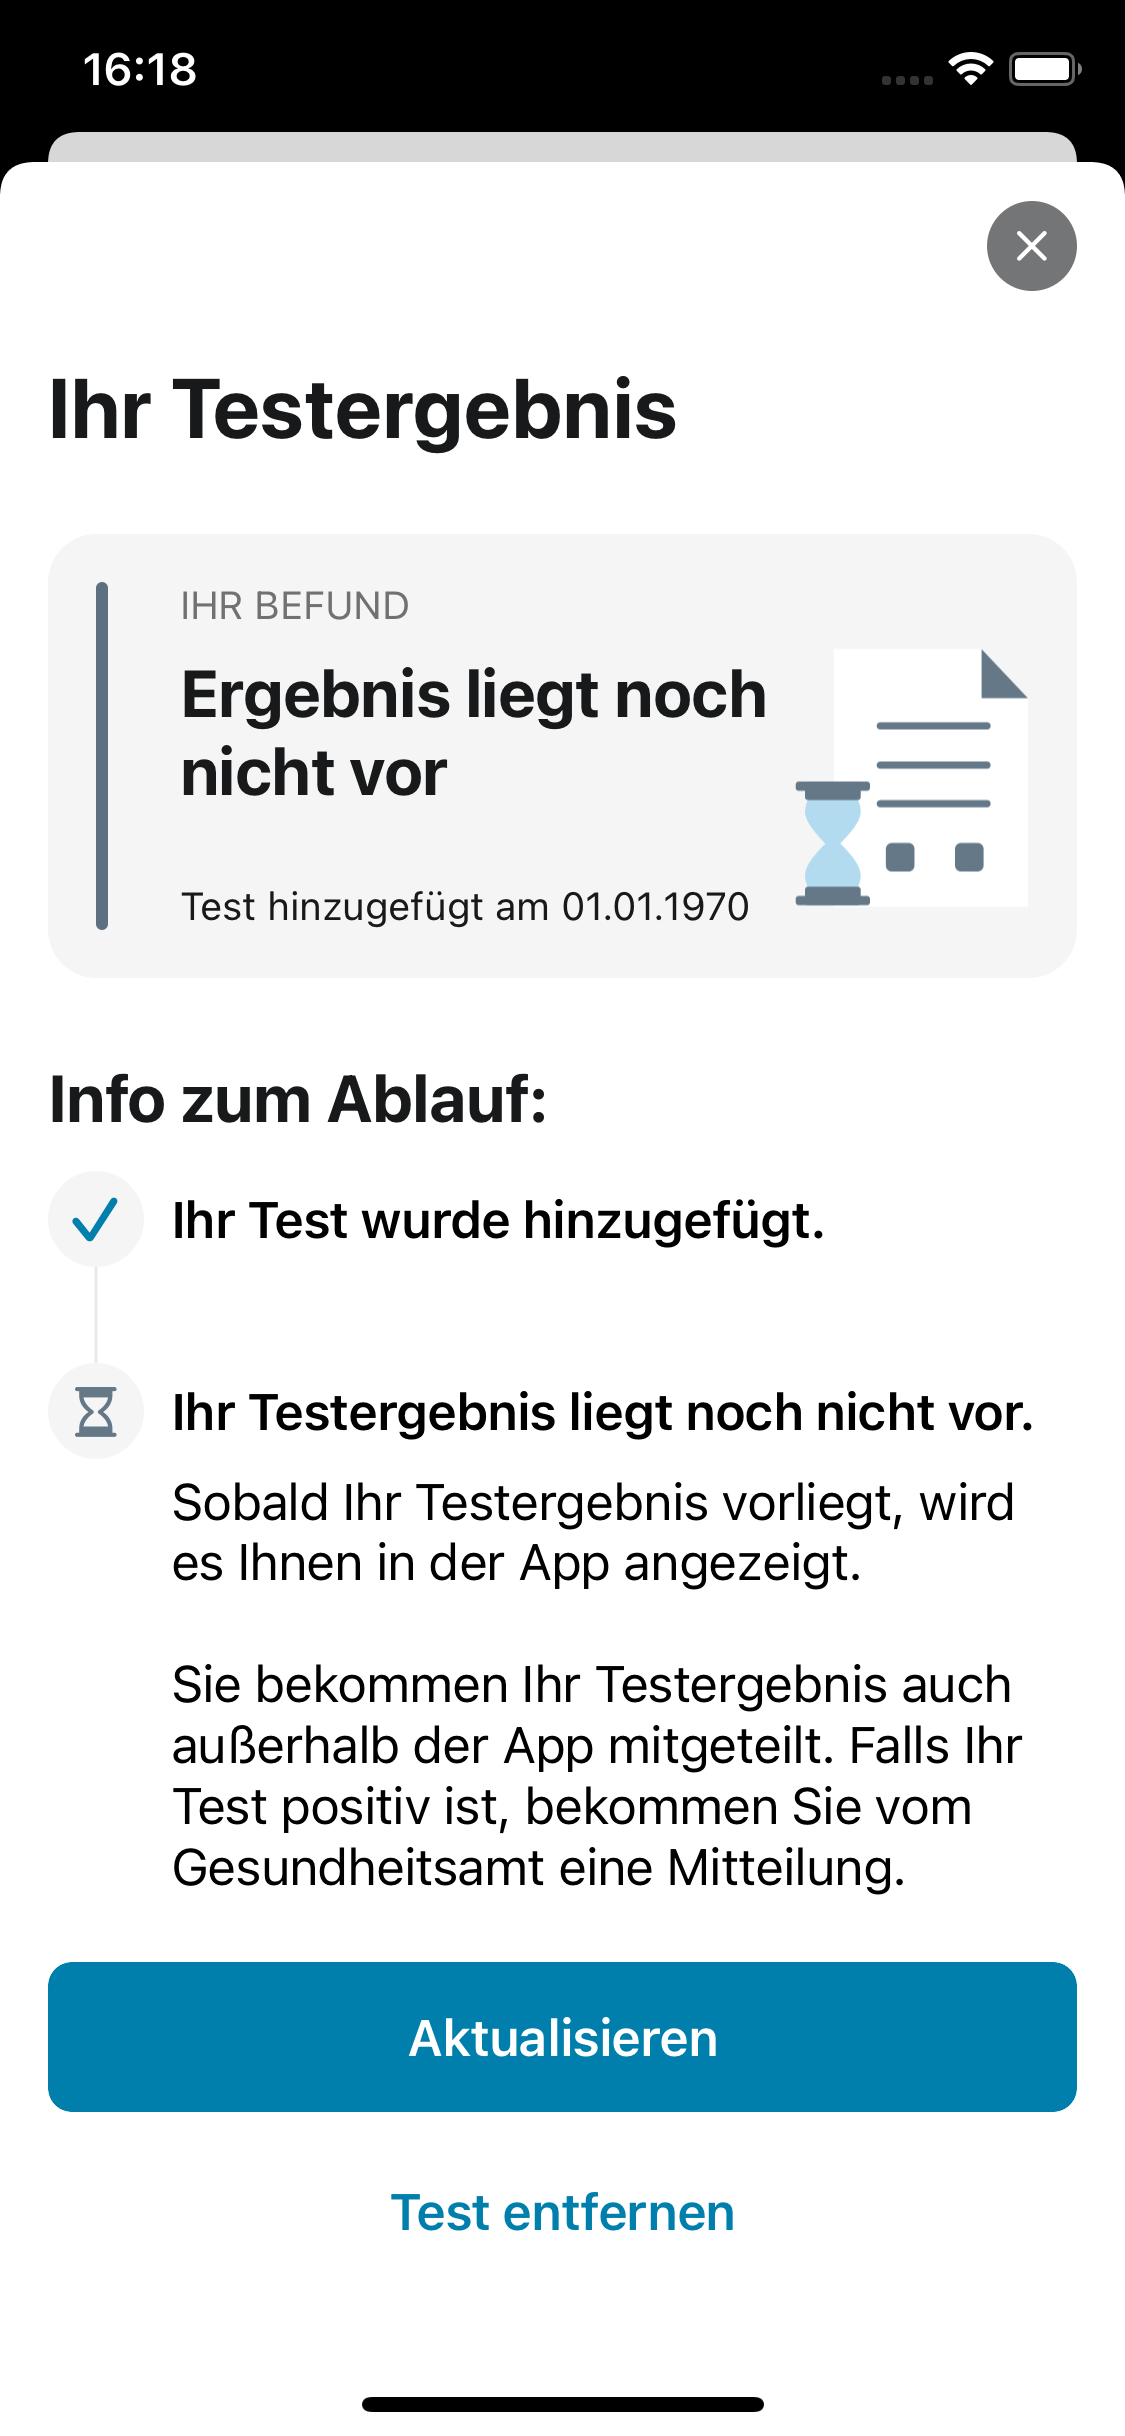 16:18
Ihr Testergebnis
IHR BEFUND
Ergebnis liegt noch
nicht vor
Test hinzugefügt am 01.01.1970
Info zum Ablauf:
Ihr Test wurde hinzugefügt.
Ihr Testergebnis liegt noch nicht vor.
Sobald Ihr Testergebnis vorliegt, wird
es Ihnen in der App angezeigt.
Sie bekommen Ihr Testergebnis auch
außerhalb der App mitgeteilt. Falls Ihr
Test positiv ist, bekommen Sie vom
Gesundheitsamt eine Mitteilung.
Aktualisieren
Test entfernen